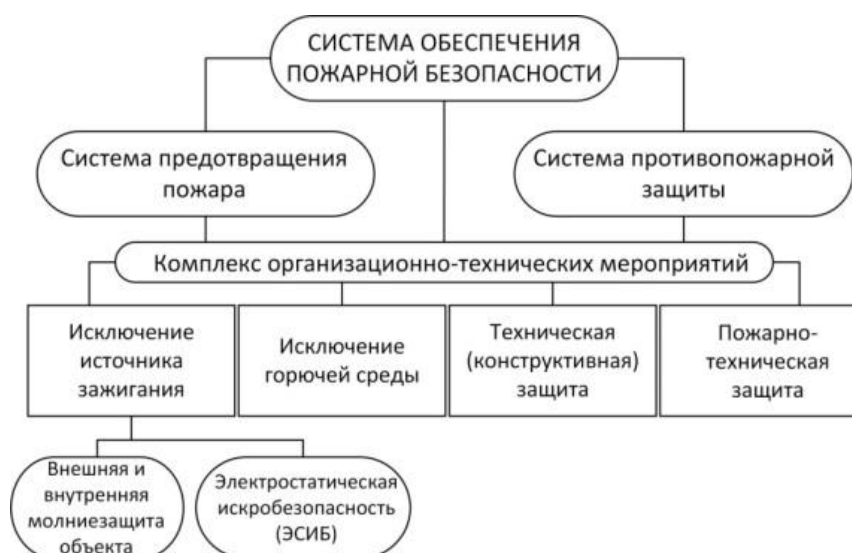 СИСТЕМА ОБЕСПЕЧЕНИЯ
ПОЖАРНОЙ БЕЗОПАСНОСТИ
Система предотвращения
пожара
Система противопожарной
защиты
Комплекс организационно-технических мероприятий
Исключение
источника
зажигания
Исключение
горючей среды
Техническая
(конструктивная)
защита
Пожарно-
техническая
защита
Внешняя и
внутренняя
молниезащита
объекта
Электростатическая
искробезопасность
(ЭСИБ)